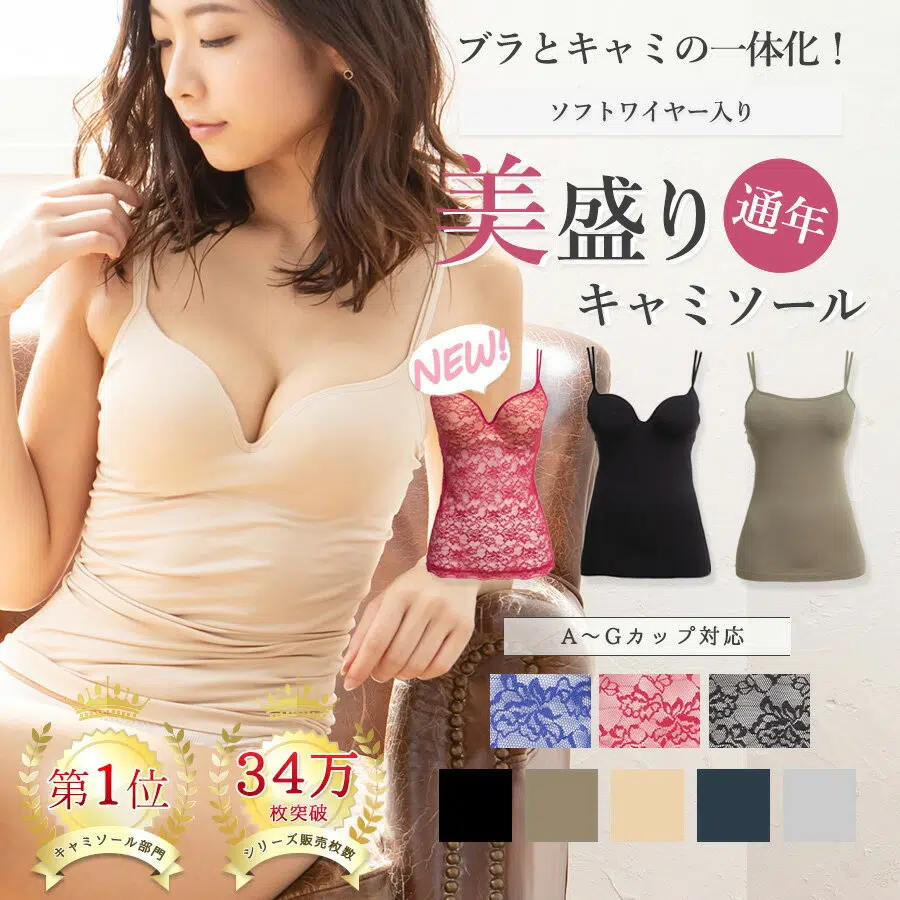 ブラとキャミの一体化！
ソフトワイヤー入り
美盛り
通年
キャミソール
NEW!
A〜Gカップ対応
第1位
キャミソール部門
34万
枚突破
シリーズ販売枚数